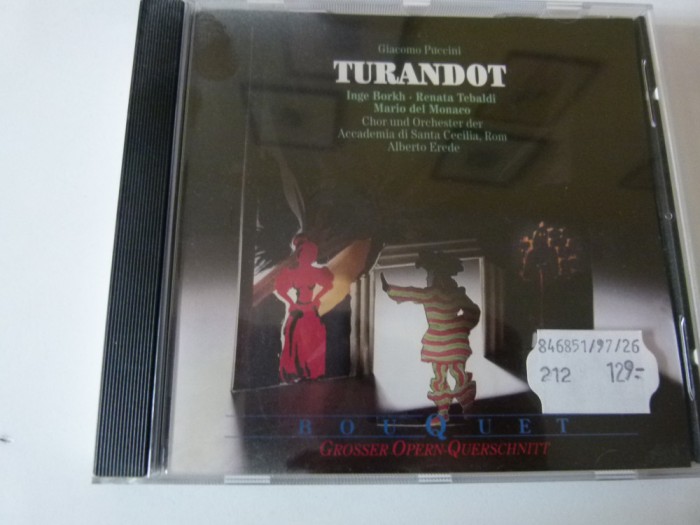 Giacomo Puccini
TURANDOT
Inge Borkh · Renata Tebaldi
Mario del Monaco
Chor und Orchester der
Accademia di Santa Cecilia, Rom
Alberto Erede
846851/97/26
212 129=
BOUQUET
GROSSER OPERN-QUERSCHNITT